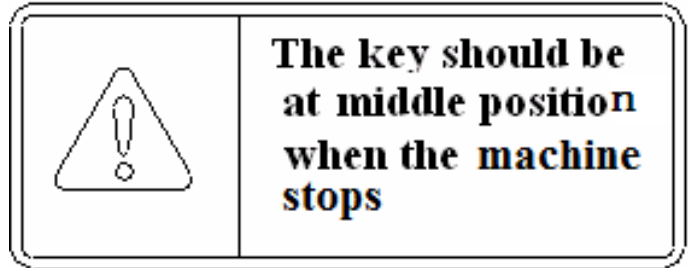 The key should be
at middle position
when the machine
stops